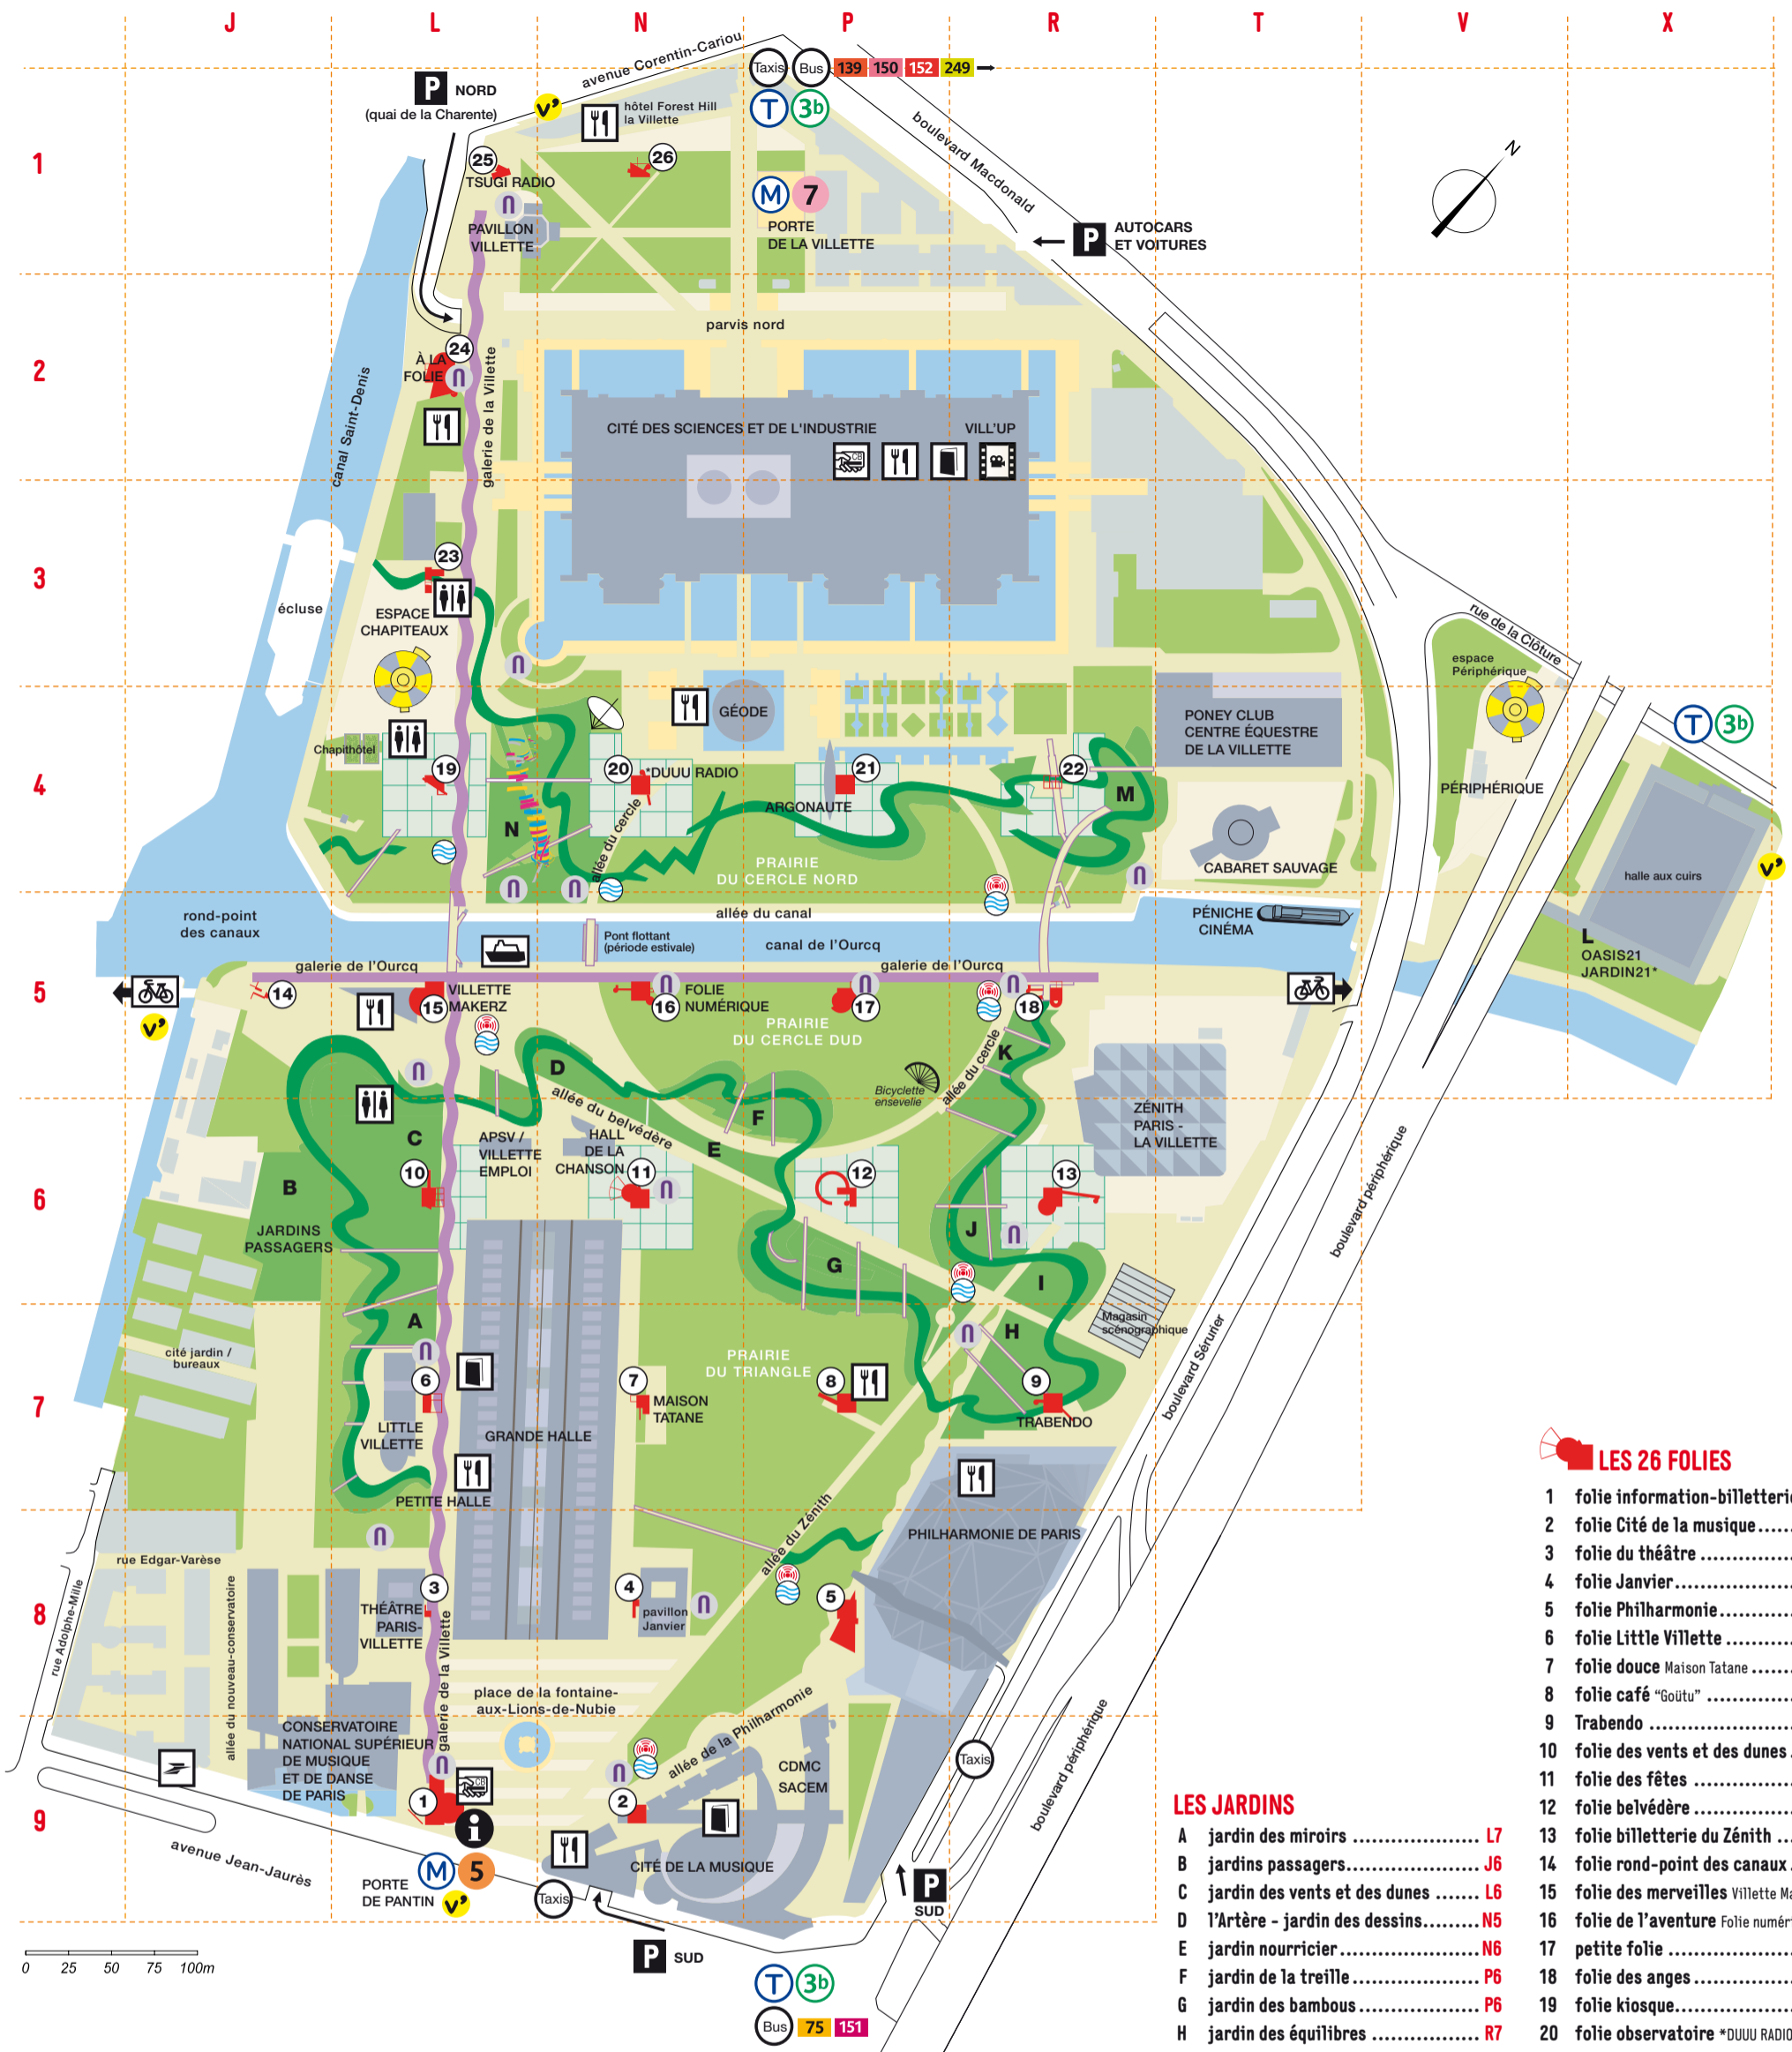 J L N P R T V X
avenue Corentin-Cariou
Taxis Bus 139 150 152 249
P NORD
(quai de la Charente)
V'
hôtel Forest Hill
la Villette
T 3b
boulevard Macdonald
N
1
25
TSUGI RADIO
26
M 7
PORTE
DE LA VILLETTE
PAVILLON
VILLETTE
P AUTOCARS
ET VOITURES
parvis nord
2
24
À LA
FOLIE
canal Saint-Denis
galerie de la Villette
CITÉ DES SCIENCES ET DE L'INDUSTRIE
VILL'UP
CB
3
23
écluse
ESPACE
CHAPITEAUX
rue de la Clôture
espace
Périphérique
T 3b
GÉODE
PONEY CLUB
CENTRE ÉQUESTRE
DE LA VILLETTE
Chapithôtel
4
19
20
*DUUU RADIO
21
ARGONAUTE
22
M
N
allée du cercle
PÉRIPHÉRIQUE
PRAIRIE
DU CERCLE NORD
CABARET SAUVAGE
halle aux cuirs
V'
rond-point
des canaux
allée du canal
PÉNICHE
CINÉMA
Pont flottant
(période estivale)
canal de l'Ourcq
L
OASIS21
JARDIN21*
galerie de l'Ourcq
galerie de l'Ourcq
5
14
15
VILLETTE
MAKERZ
16
FOLIE
NUMÉRIQUE
17
18
V'
PRAIRIE
DU CERCLE DUD
K
D
Bicyclette
ensevelie
allée du cercle
allée du belvédère
F
ZÉNITH
PARIS -
LA VILLETTE
C
APSV /
VILLETTE
EMPLOI
HALL
DE LA
CHANSON
E
boulevard périphérique
6
10
11
12
13
B
JARDINS
PASSAGERS
J
G
I
A
Magasin
scénographique
H
cité jardin /
bureaux
PRAIRIE
DU TRIANGLE
boulevard Sérurier
7
6
7
MAISON
TATANE
8
9
TRABENDO
LITTLE
VILLETTE
GRANDE HALLE
PETITE HALLE
allée du Zénith
PHILHARMONIE DE PARIS
rue Edgar-Varèse
rue Adolphe-Mille
allée du nouveau-conservatoire
8
3
THÉÂTRE
PARIS-
VILLETTE
galerie de la Villette
4
pavillon
Janvier
5
place de la fontaine-
aux-Lions-de-Nubie
allée de la Philharmonie
boulevard périphérique
CONSERVATOIRE
NATIONAL SUPÉRIEUR
DE MUSIQUE
ET DE DANSE
DE PARIS
CDMC
SACEM
Taxis
9
1
CB
i
2
CITÉ DE LA MUSIQUE
avenue Jean-Jaurès
M 5
PORTE
DE PANTIN
V'
Taxis
P
SUD
P SUD
0 25 50 75 100m
T 3b
Bus 75 151
LES JARDINS
A jardin des miroirs .................... L7
B jardins passagers.................... J6
C jardin des vents et des dunes ....... L6
D l'Artère - jardin des dessins......... N5
E jardin nourricier..................... N6
F jardin de la treille................... P6
G jardin des bambous .................. P6
H jardin des équilibres ................ R7
LES 26 FOLIES
1 folie information-billetterie
2 folie Cité de la musique.....
3 folie du théâtre .............
4 folie Janvier.................
5 folie Philharmonie...........
6 folie Little Villette ..........
7 folie douce Maison Tatane ......
8 folie café "Goütu" ............
9 Trabendo ....................
10 folie des vents et des dunes .
11 folie des fêtes ..............
12 folie belvédère ..............
13 folie billetterie du Zénith ...
14 folie rond-point des canaux .
15 folie des merveilles Villette Ma
16 folie de l'aventure Folie numér
17 petite folie .................
18 folie des anges..............
19 folie kiosque................
20 folie observatoire *DUUU RADIO